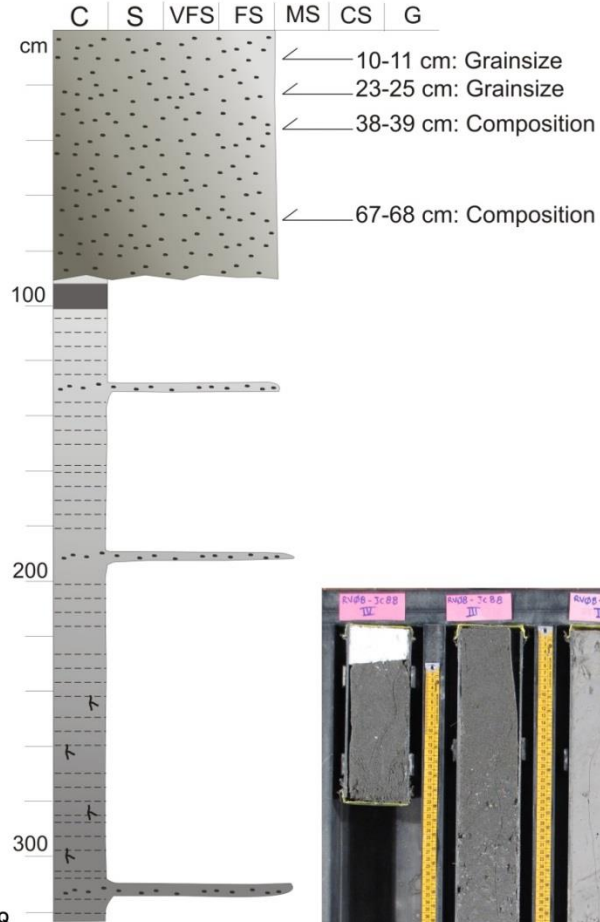 C S VFS FS MS CS G
cm
10-11 cm: Grainsize
23-25 cm: Grainsize
38-39 cm: Composition
67-68 cm: Composition
100
200
RV08-JC88
IV
RV08-JC88
III
300